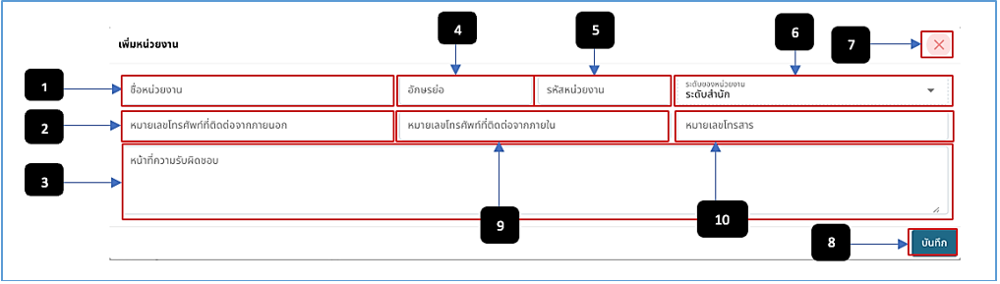 4
5
6
7
เพิ่มหน่วยงาน
1
ชื่อหน่วยงาน
อักษรย่อ
รหัสหน่วยงาน
ระดับของหน่วยงาน
ระดับสำนัก
2
หมายเลขโทรศัพท์ที่ติดต่อจากภายนอก
หมายเลขโทรศัพท์ที่ติดต่อจากภายใน
หมายเลขโทรสาร
3
หน้าที่ความรับผิดชอบ
9
10
8
บันทึก